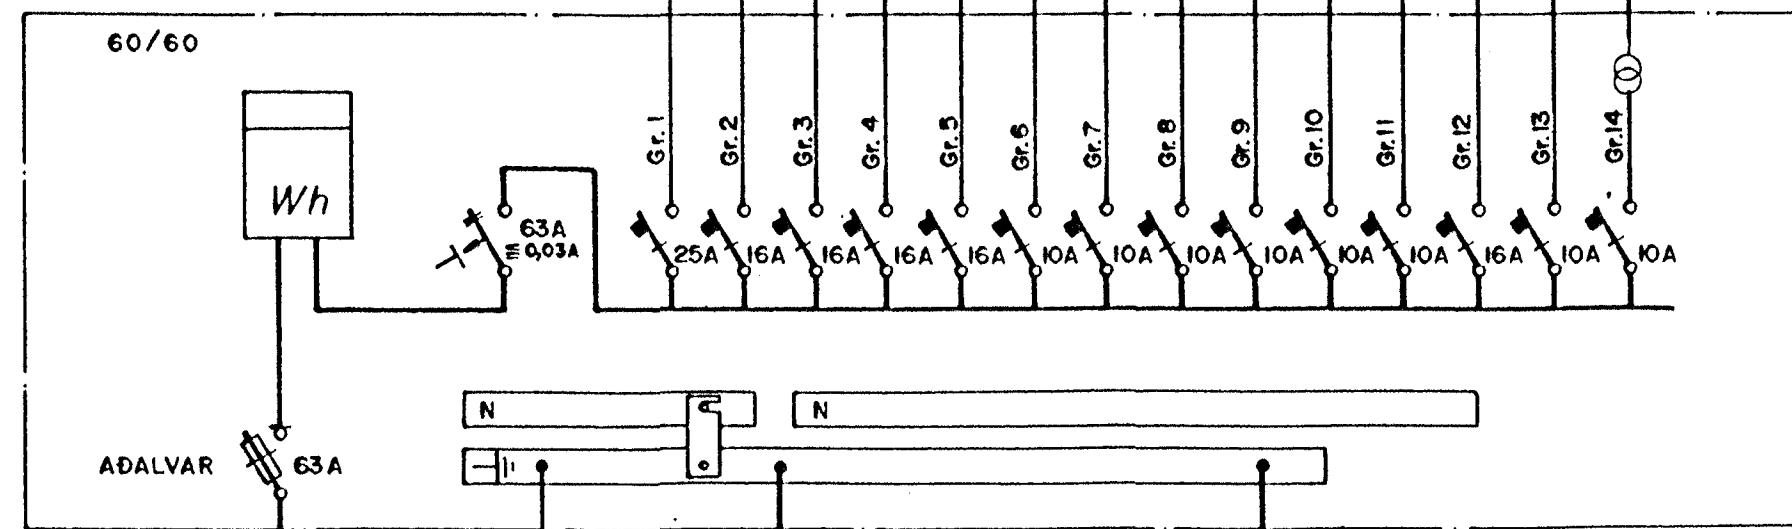 60/60
Gr. 1
Gr. 2
Gr. 3
Gr. 4
Gr. 5
Gr. 6
Gr. 7
Gr. 8
Gr. 9
Gr. 10
Gr. 11
Gr. 12
Gr. 13
Gr. 14
Wh
63A
0,03A
25A
16A
16A
16A
16A
10A
10A
10A
10A
10A
10A
16A
10A
10A
N
N
AÐALVAR
63A